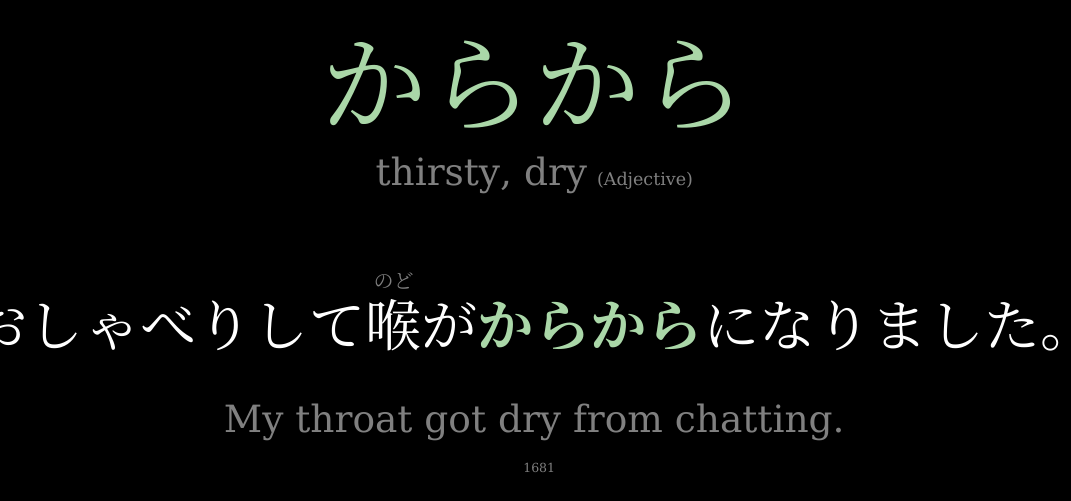 からから
thirsty, dry (Adjective)
のど
おしゃべりして喉がからからになりました。
My throat got dry from chatting.
1681